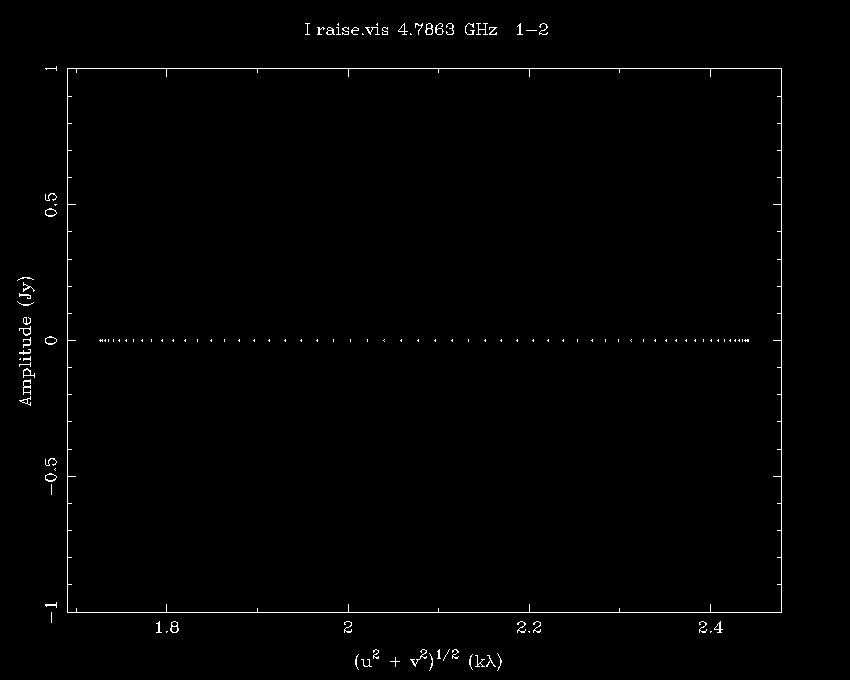 I raise.vis 4.7863 GHz 1−2
1
0.5
0
−0.5
−1
Amplitude (Jy)
1.8 2 2.2 2.4
(u² + v²)¹/² (kλ)